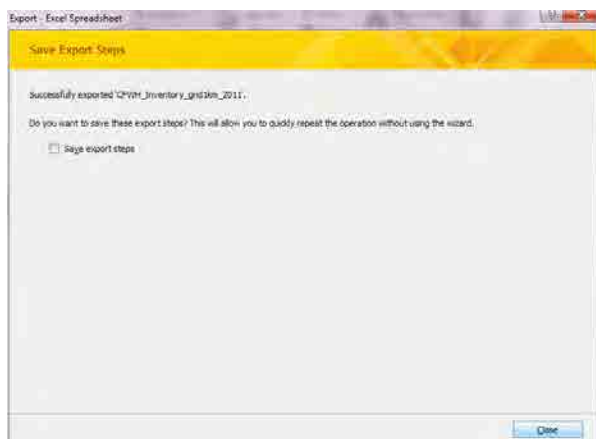 Export - Excel Spreadsheet
Save Export Steps
Successfully exported 'CPWH_Inventory_grid1km_2011'.
Do you want to save these export steps? This will allow you to quickly repeat the operation without using the wizard.
Save export steps
Close